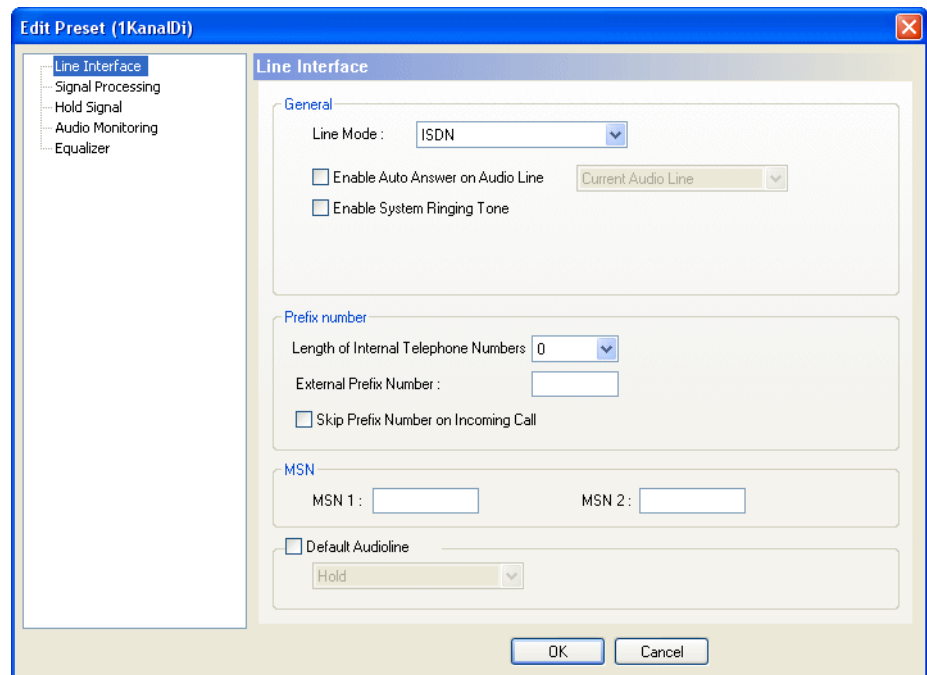 Edit Preset (1KanalDi)
Line Interface
Signal Processing
Hold Signal
Audio Monitoring
Equalizer
Line Interface
General
Line Mode : ISDN
Enable Auto Answer on Audio Line Current Audio Line
Enable System Ringing Tone
Prefix number
Length of Internal Telephone Numbers 0
External Prefix Number :
Skip Prefix Number on Incoming Call
MSN
MSN 1 : MSN 2 :
Default Audioline
Hold
OK Cancel